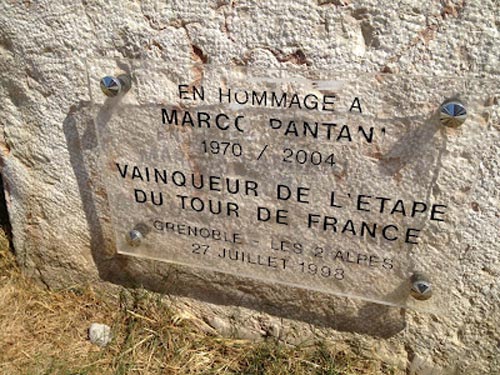 EN HOMMAGE A
MARCO PANTANI
1970 / 2004
VAINQUEUR DE L'ETAPE
DU TOUR DE FRANCE
GRENOBLE - LES 2 ALPES
27 JUILLET 1998